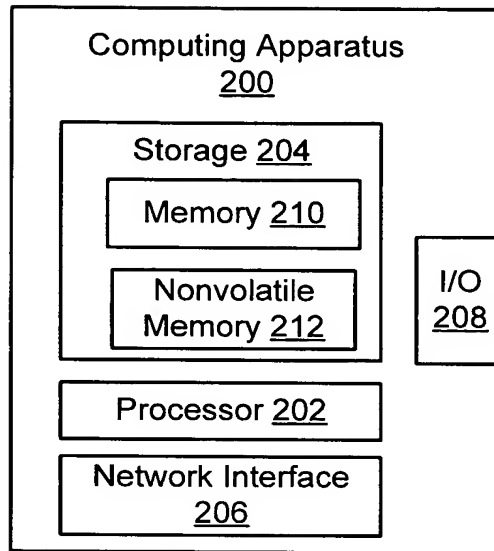 Computing Apparatus
200
Storage 204
Memory 210
Nonvolatile
Memory 212
I/O
208
Processor 202
Network Interface
206